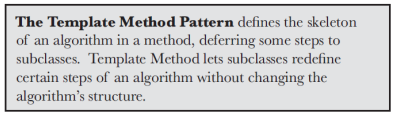 The Template Method Pattern defines the skeleton
of an algorithm in a method, deferring some steps to
subclasses. Template Method lets subclasses redefine
certain steps of an algorithm without changing the
algorithm's structure.